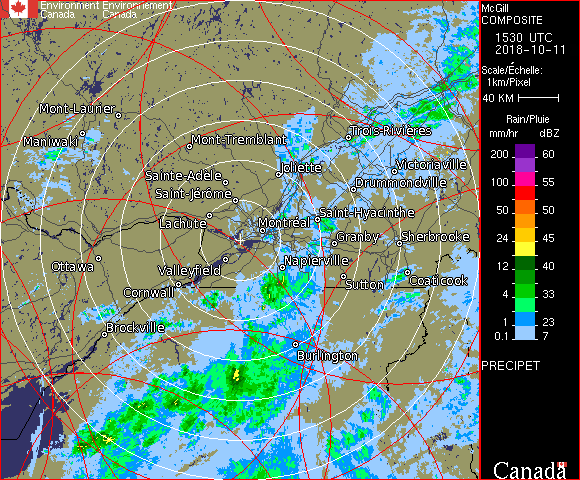 Environment Environnement
Canada Canada
McGill
COMPOSITE
1530 UTC
2018-10-11
Scale/Échelle:
1km/Pixel
40 KM
Rain/Pluie
mm/hr dBZ
200 60
100 55
50 50
24 45
12 40
4 33
1 23
0.1 7
PRECIPET
Canada
Mont-Laurier
Maniwaki
Mont-Tremblant
Trois-Rivières
Joliette
Victoriaville
Sainte-Adèle
Drummondville
Saint-Jérôme
Lachute
Saint-Hyacinthe
Montréal
Granby
Sherbrooke
Ottawa
Valleyfield
Napierville
Cornwall
Sutton
Coaticook
Brockville
Burlington